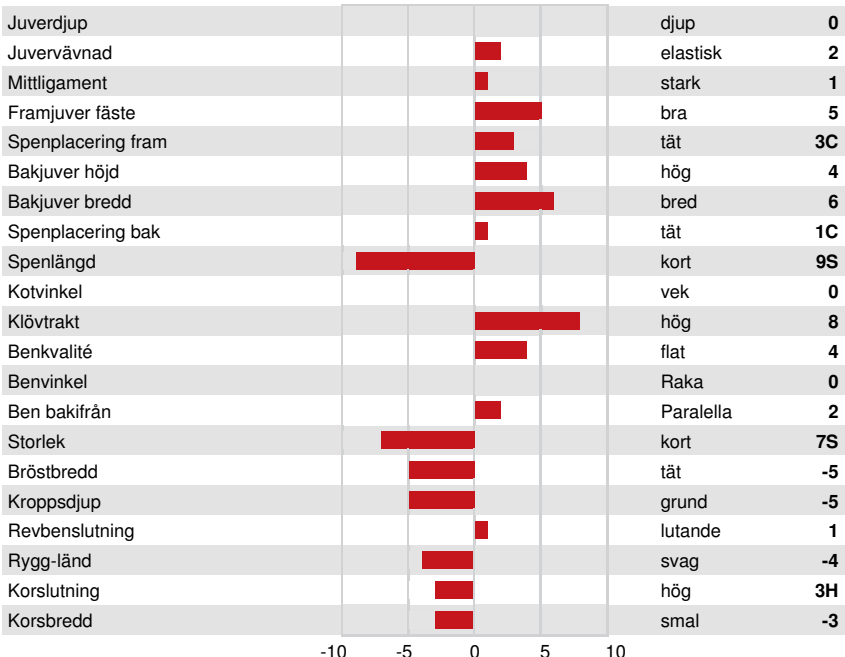 Juverdjup djup 0
Juvervävnad elastisk 2
Mittligament stark 1
Framjuver fäste bra 5
Spenplacering fram tät 3C
Bakjuver höjd hög 4
Bakjuver bredd bred 6
Spenplacering bak tät 1C
Spenlängd kort 9S
Kotvinkel vek 0
Klövtrakt hög 8
Benkvalité flat 4
Benvinkel Raka 0
Ben bakifrån Paralella 2
Storlek kort 7S
Bröstbredd tät -5
Kroppsdjup grund -5
Revbenslutning lutande 1
Rygg-länd svag -4
Korslutning hög 3H
Korsbredd smal -3
-10 -5 0 5 10